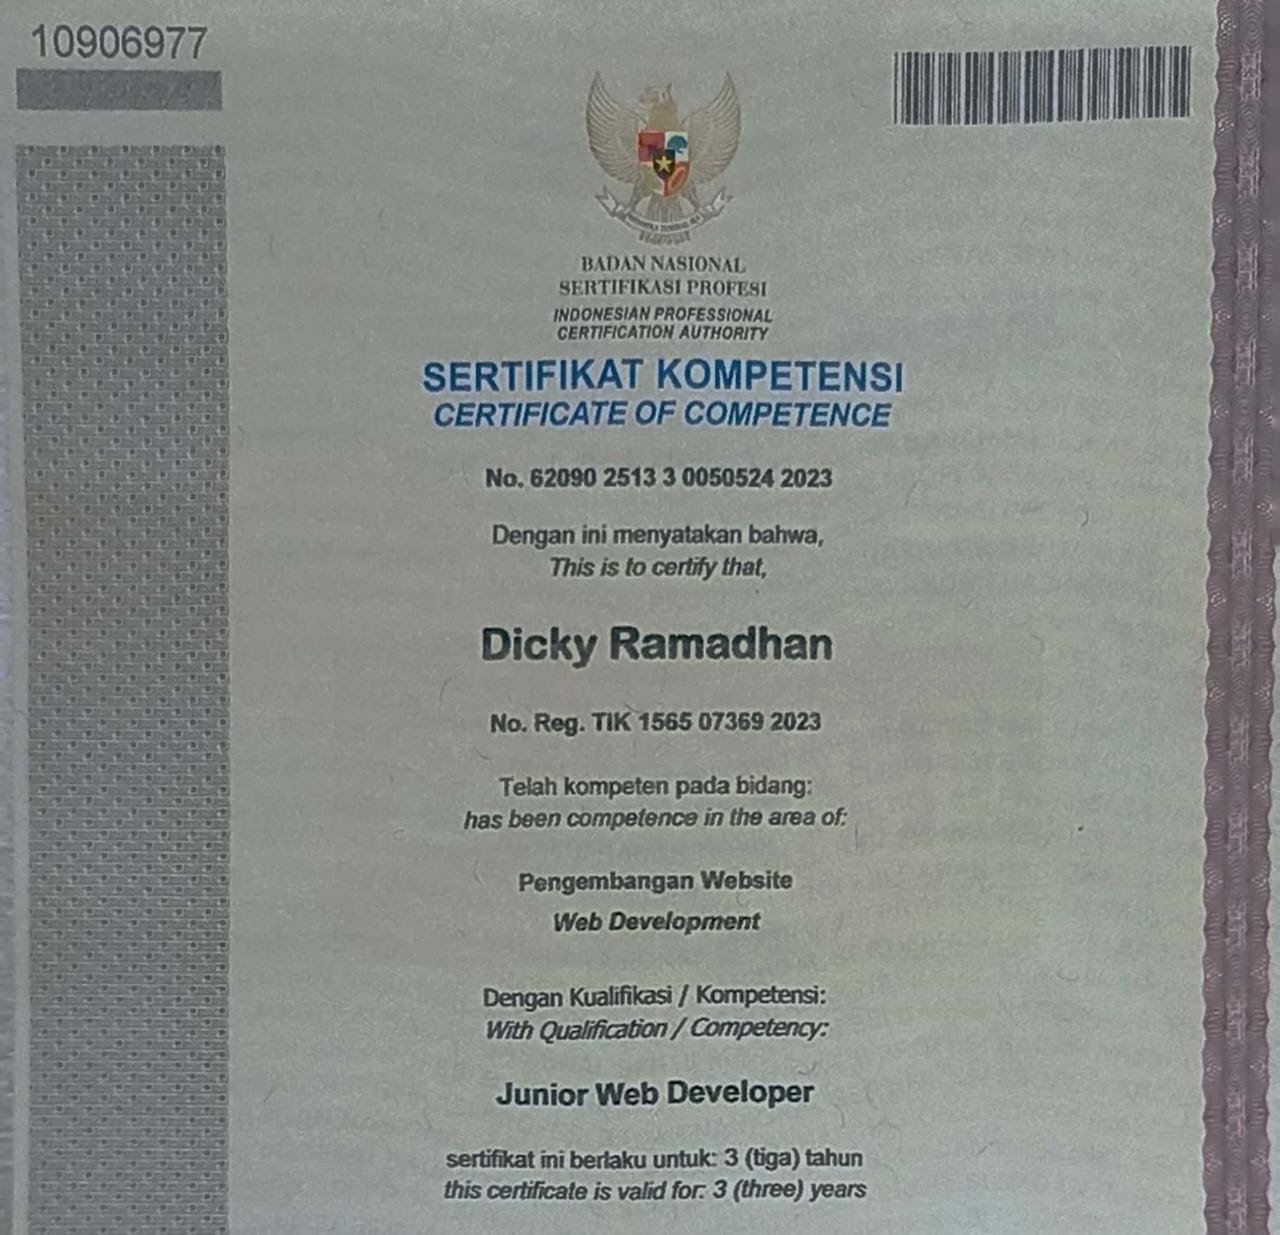 10906977
BADAN NASIONAL
SERTIFIKASI PROFESI
INDONESIAN PROFESSIONAL
CERTIFICATION AUTHORITY
SERTIFIKAT KOMPETENSI
CERTIFICATE OF COMPETENCE
No. 62090 2513 3 0050524 2023
Dengan ini menyatakan bahwa,
This is to certify that,
Dicky Ramadhan
No. Reg. TIK 1565 07369 2023
Telah kompeten pada bidang:
has been competence in the area of:
Pengembangan Website
Web Development
Dengan Kualifikasi / Kompetensi:
With Qualification / Competency:
Junior Web Developer
sertifikat ini berlaku untuk: 3 (tiga) tahun
this certificate is valid for: 3 (three) years